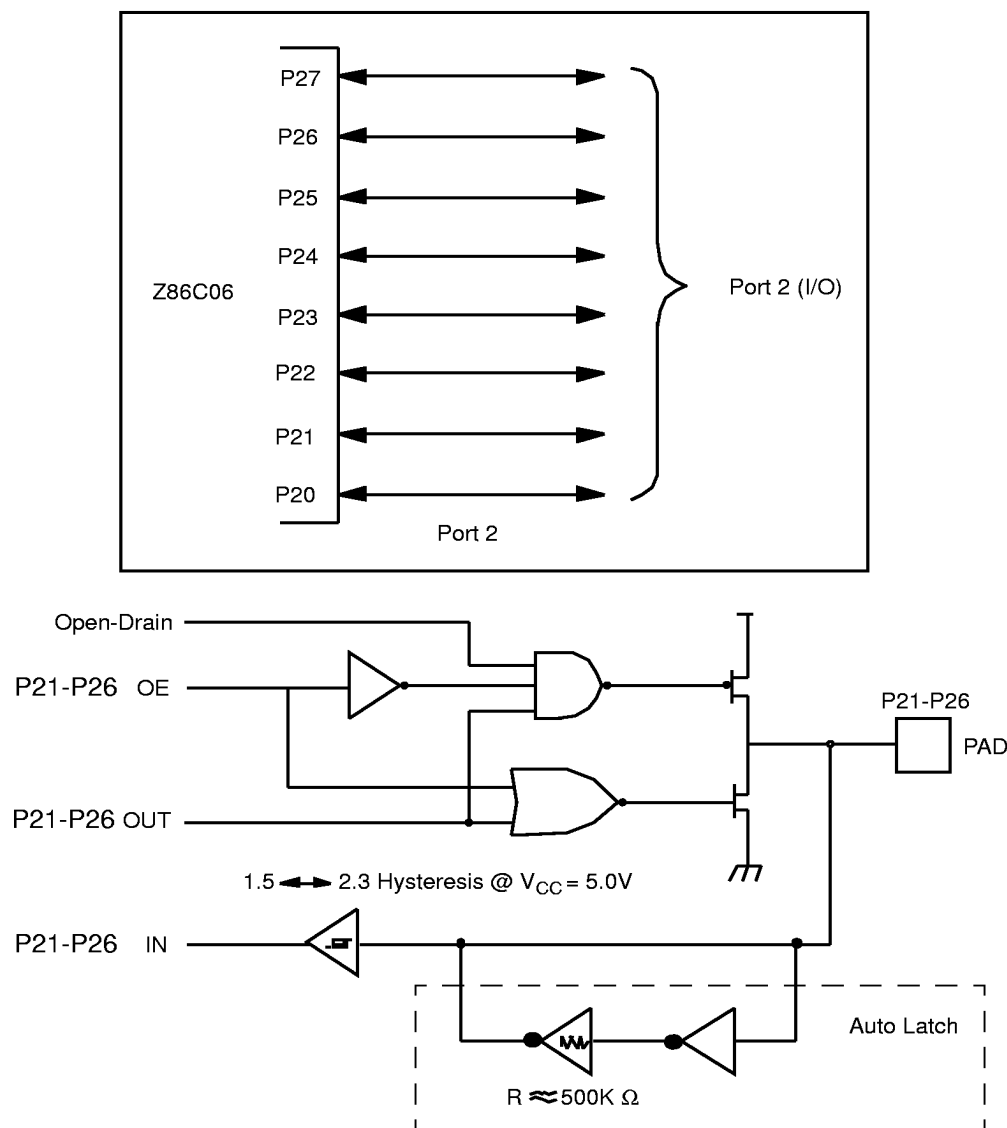 P27
P26
P25
P24
Z86C06
Port 2 (I/O)
P23
P22
P21
P20
Port 2
Open-Drain
P21-P26 OE
P21-P26
PAD
P21-P26 OUT
1.5 2.3 Hysteresis @ VCC = 5.0V
P21-P26 IN
Auto Latch
R ≈ 500K Ω